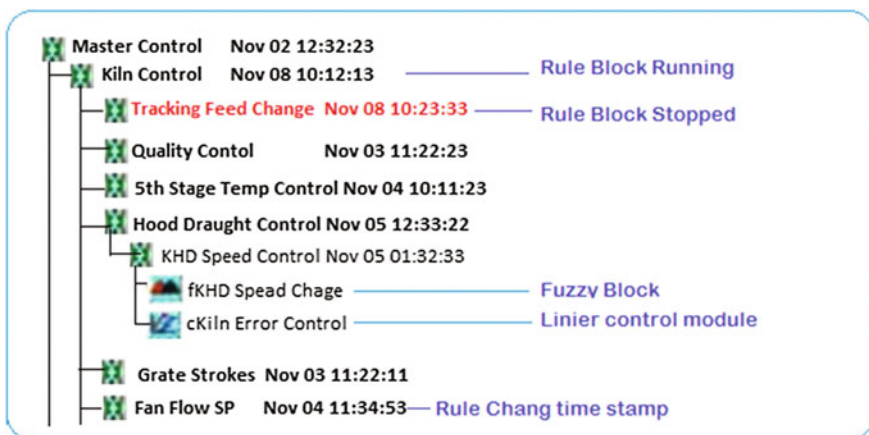 Master Control Nov 02 12:32:23
Kiln Control Nov 08 10:12:13 Rule Block Running
Tracking Feed Change Nov 08 10:23:33 Rule Block Stopped
Quality Contol Nov 03 11:22:23
5th Stage Temp Control Nov 04 10:11:23
Hood Draught Control Nov 05 12:33:22
KHD Speed Control Nov 05 01:32:33
fKHD Spead Chage Fuzzy Block
cKiln Error Control Linier control module
Grate Strokes Nov 03 11:22:11
Fan Flow SP Nov 04 11:34:53 Rule Chang time stamp